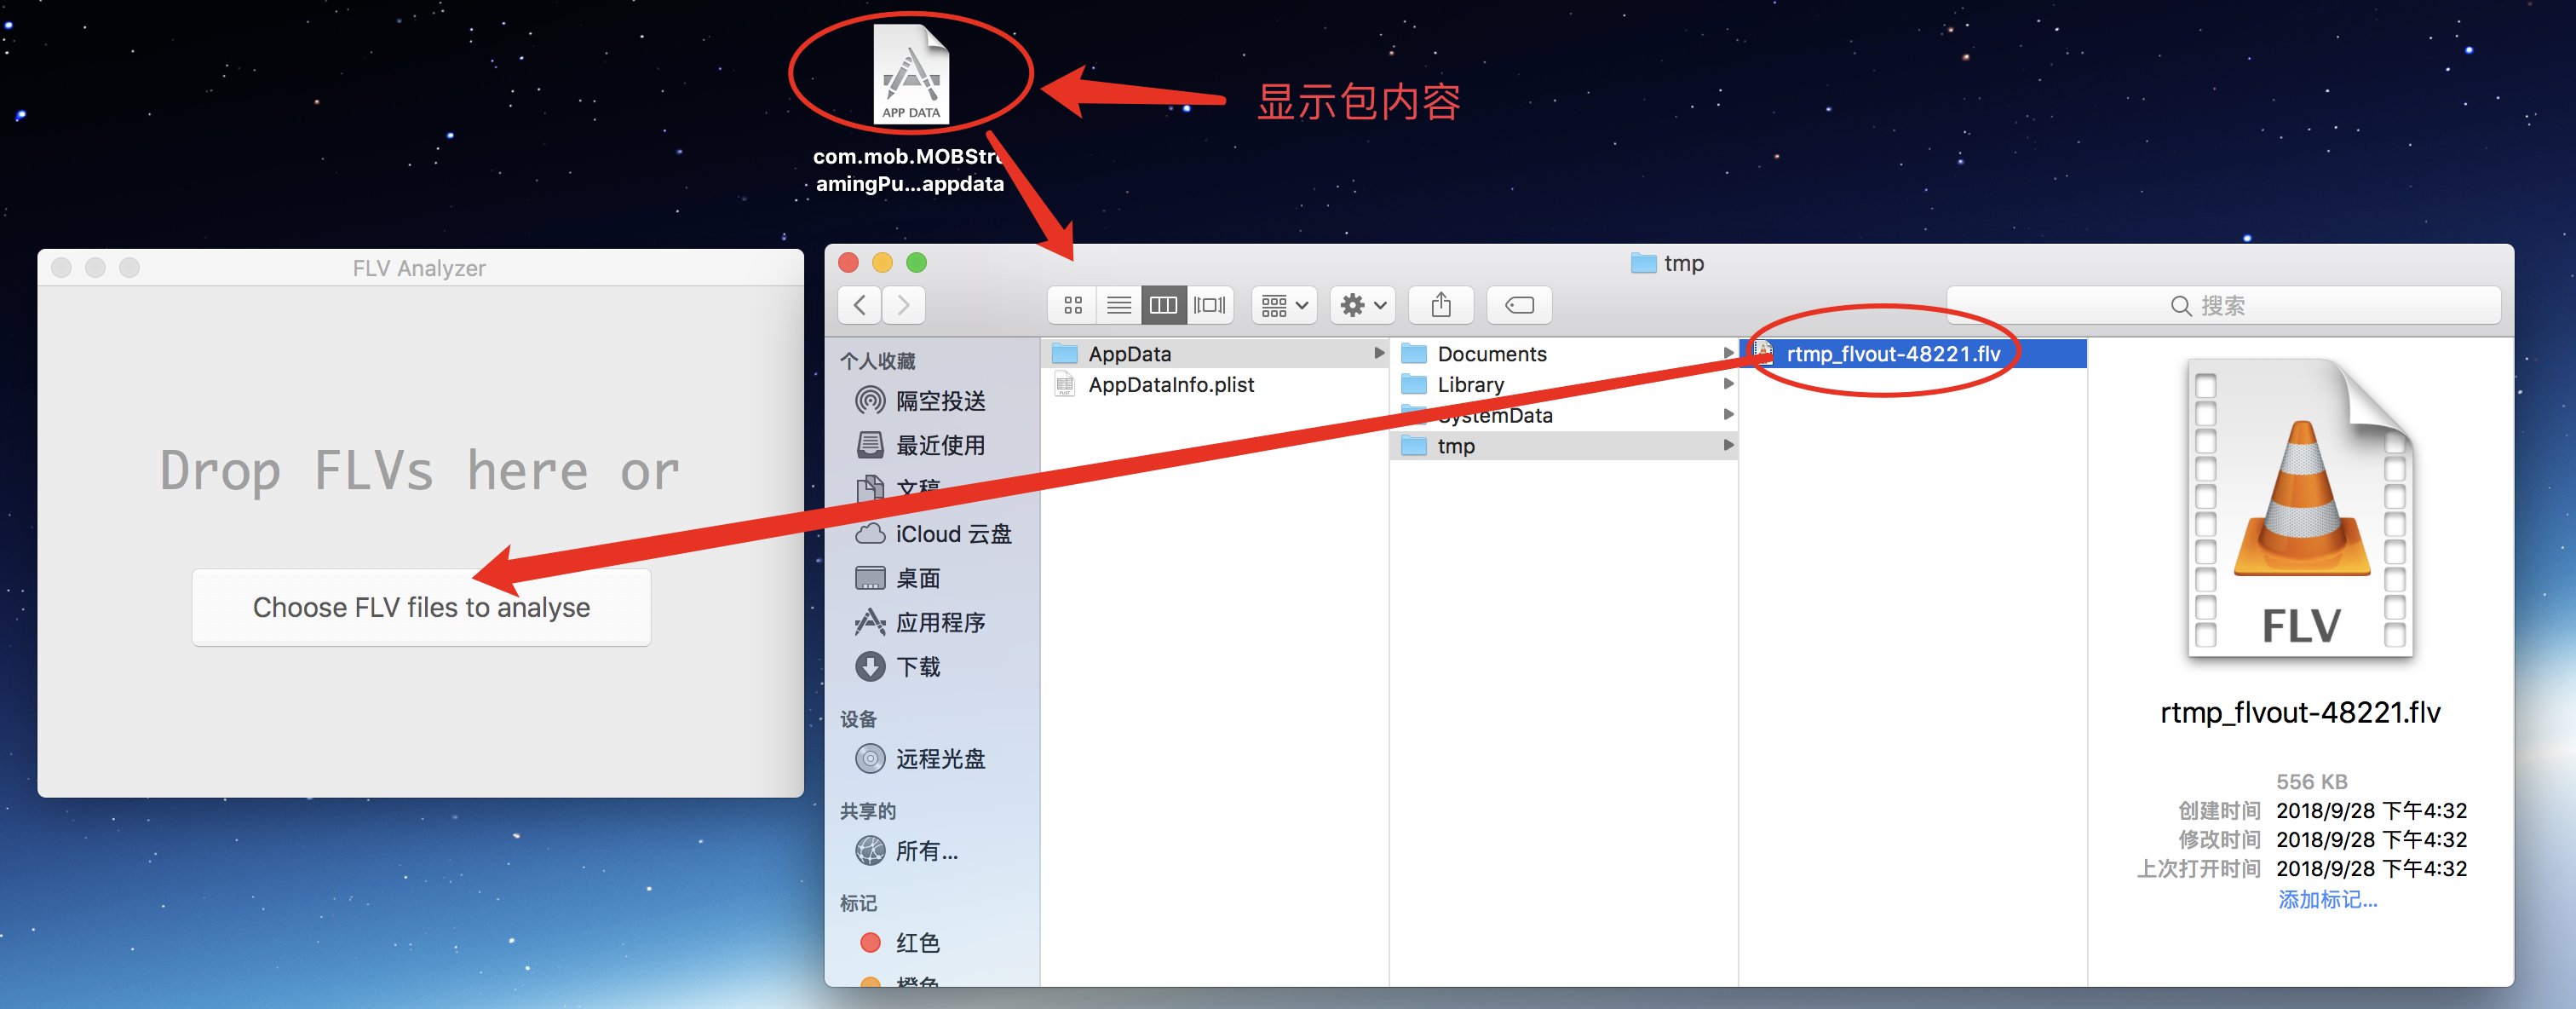 APP DATA
显示包内容
com.mob.MOBStre
amingPu...appdata
FLV Analyzer
Drop FLVs here or
Choose FLV files to analyse
tmp
搜索
个人收藏
隔空投送
最近使用
文稿
iCloud 云盘
桌面
应用程序
下载
设备
远程光盘
共享的
所有...
标记
红色
橙色
AppData
AppDataInfo.plist
Documents
Library
SystemData
tmp
rtmp_flvout-48221.flv
FLV
rtmp_flvout-48221.flv
556 KB
创建时间 2018/9/28 下午4:32
修改时间 2018/9/28 下午4:32
上次打开时间 2018/9/28 下午4:32
添加标记...